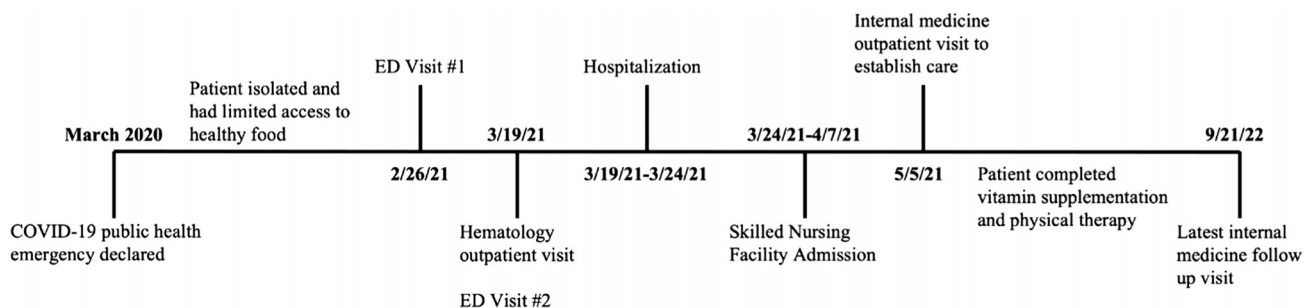 March 2020
COVID-19 public health
emergency declared
Patient isolated and
had limited access to
healthy food
ED Visit #1
2/26/21
3/19/21
Hematology
outpatient visit
ED Visit #2
Hospitalization
3/19/21-3/24/21
3/24/21-4/7/21
Skilled Nursing
Facility Admission
Internal medicine
outpatient visit to
establish care
5/5/21
Patient completed
vitamin supplementation
and physical therapy
9/21/22
Latest internal
medicine follow
up visit